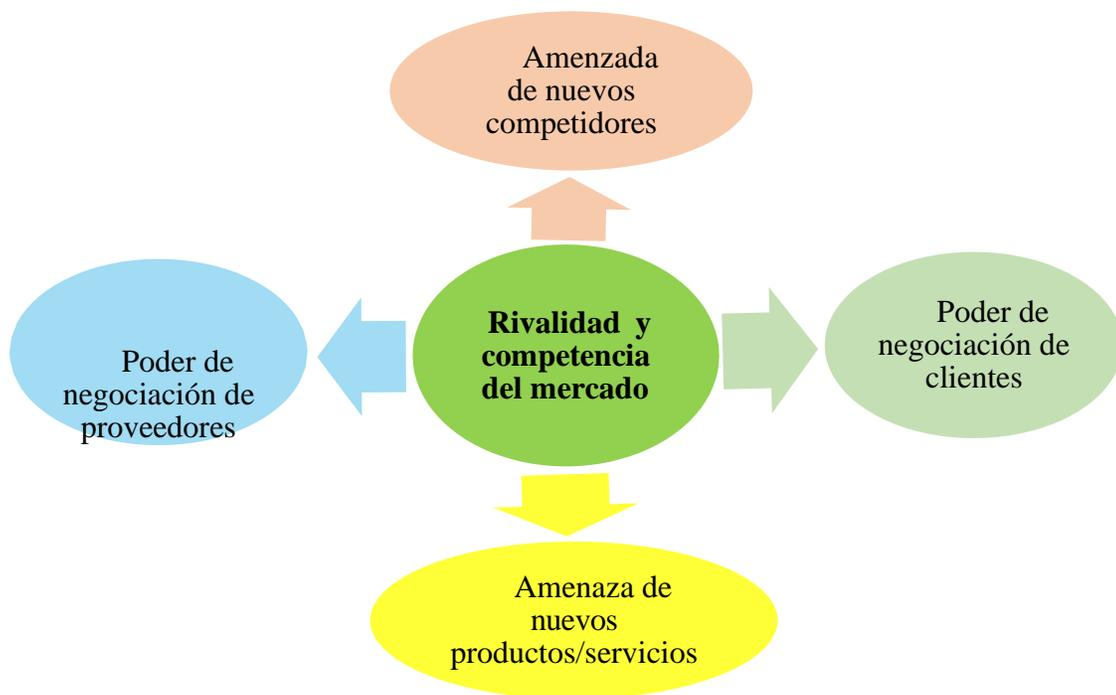 Amenzada
de nuevos
competidores
Rivalidad y
competencia
del mercado
Poder de
negociación de
clientes
Poder de
negociación de
proveedores
Amenaza de
nuevos
productos/servicios